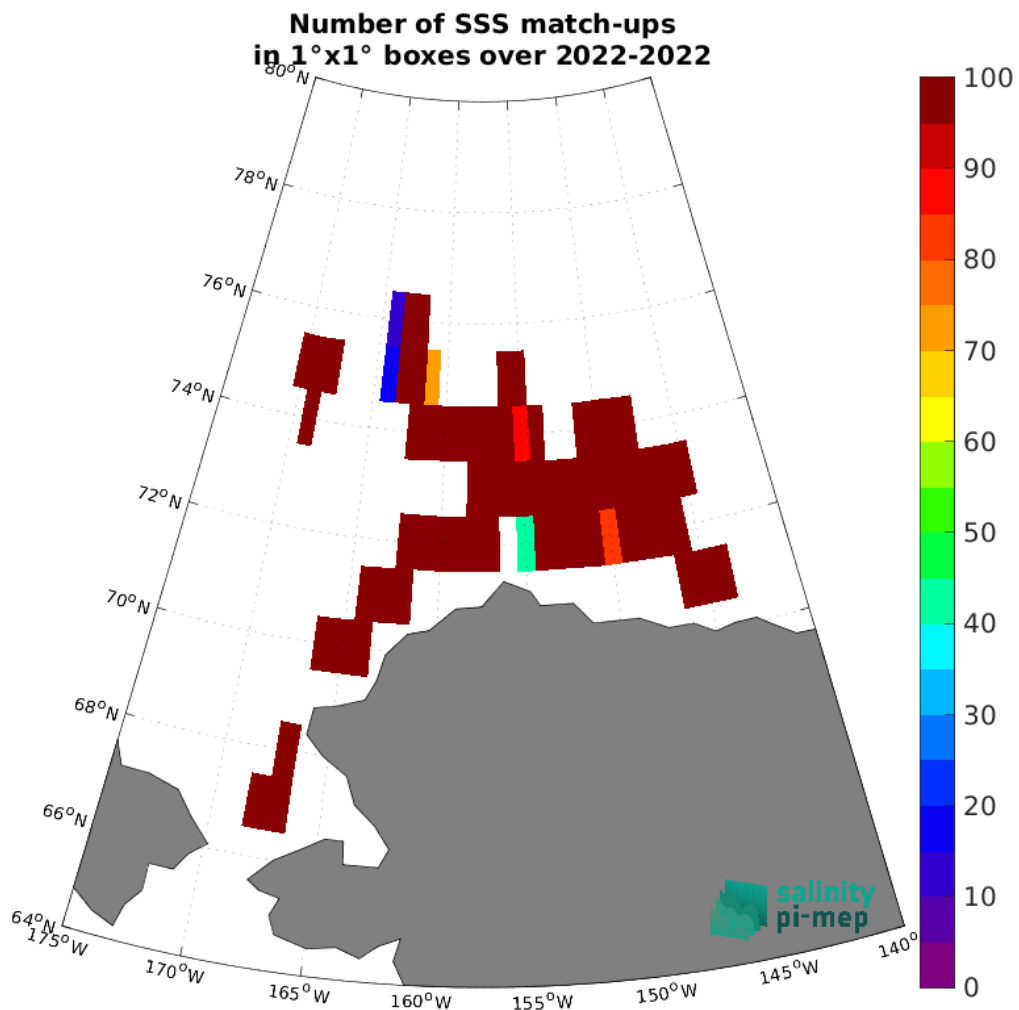 Number of SSS match-ups
in 1°x1° boxes over 2022-2022
80°N
78°N
76°N
74°N
72°N
70°N
68°N
66°N
64°N
175°W
170°W
165°W
160°W
155°W
150°W
145°W
140°
100
90
80
70
60
50
40
30
20
10
0
salinity
pi-mep